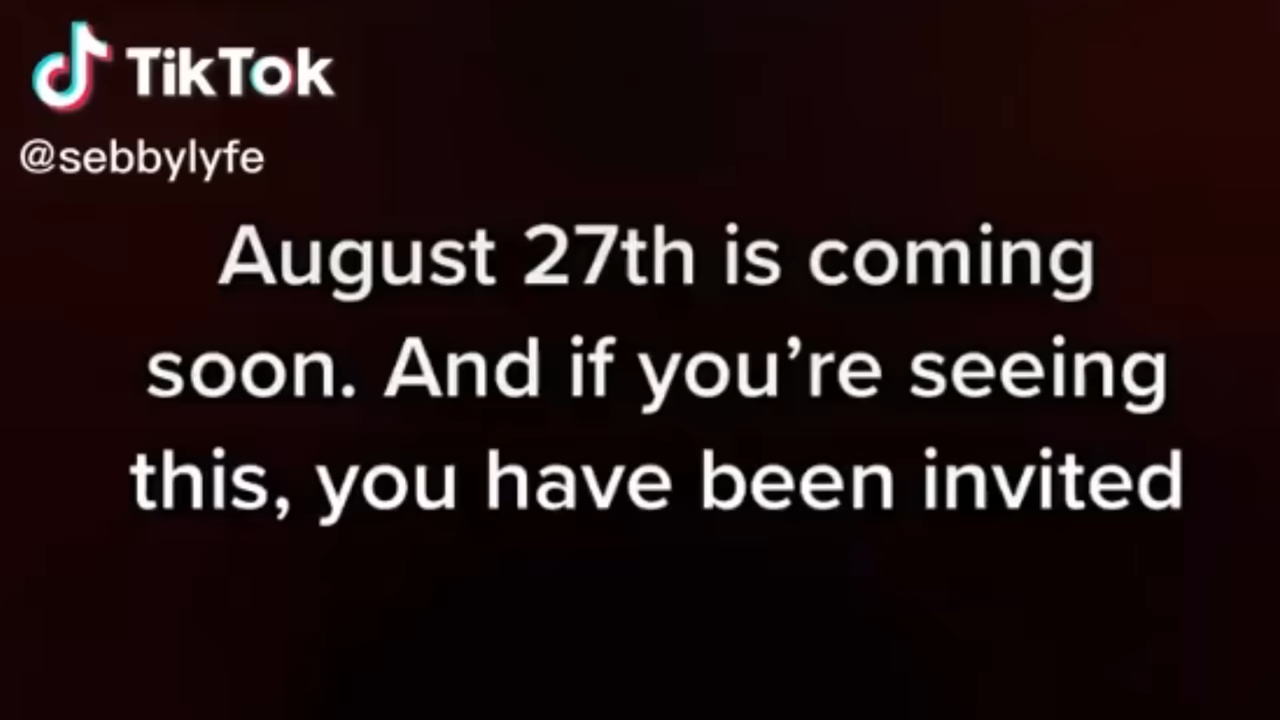 TikTok
@sebbylyfe
August 27th is coming
soon. And if you’re seeing
this, you have been invited